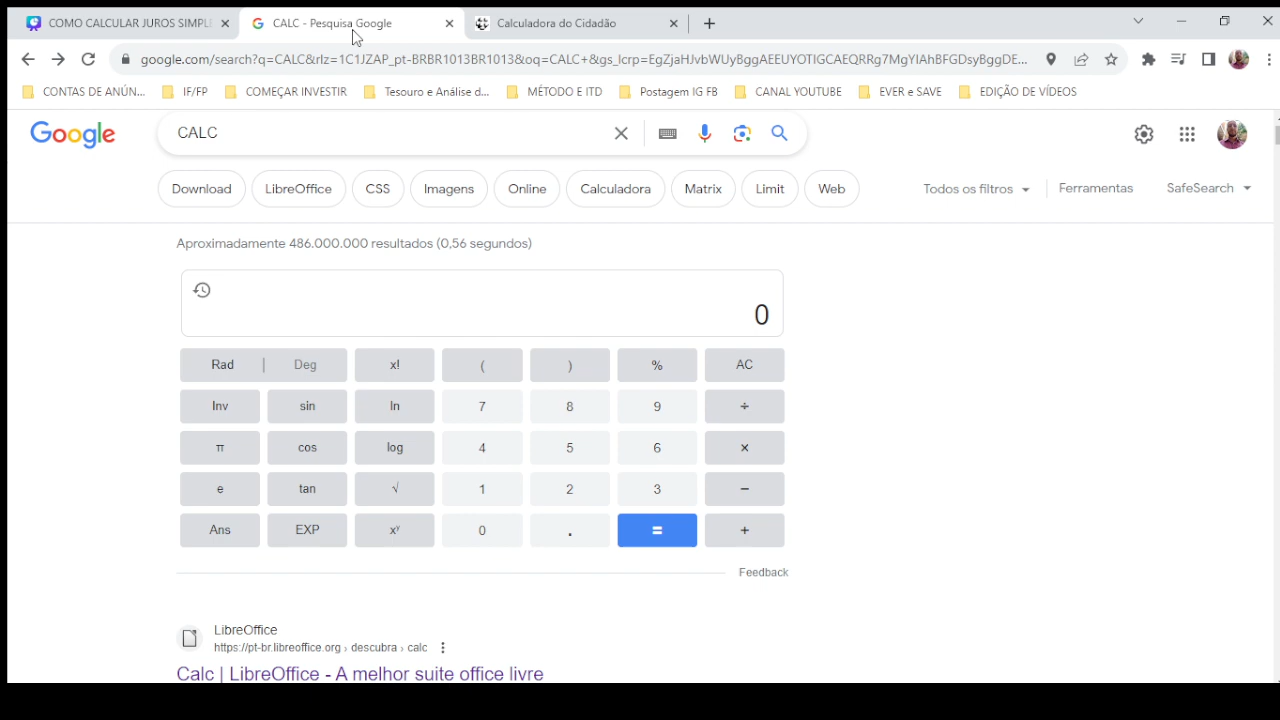 COMO CALCULAR JUROS SIMPL
CALC - Pesquisa Google
Calculadora do Cidadão
google.com/search?q=CALC&rlz=1C1JZAP_pt-BRBR1013BR1013&oq=CALC+&gs_lcrp=EgZjaHJvbWUyBggAEEUYOTIGCAEQRRg7MgYIAhBFGDsyBggDE...
CONTAS DE ANÚN...
IF/FP
COMEÇAR INVESTIR
Tesouro e Análise d...
MÉTODO E ITD
Postagem IG FB
CANAL YOUTUBE
EVER e SAVE
EDIÇÃO DE VÍDEOS
Google
CALC
Download
LibreOffice
CSS
Imagens
Online
Calculadora
Matrix
Limit
Web
Todos os filtros
Ferramentas
SafeSearch
Aproximadamente 486.000.000 resultados (0,56 segundos)
0
Rad | Deg x! ( ) % AC
Inv sin ln 7 8 9 ÷
π cos log 4 5 6 ×
e tan √ 1 2 3 −
Ans EXP xʸ 0 . = +
Feedback
LibreOffice
https://pt-br.libreoffice.org › descubra › calc
Calc | LibreOffice - A melhor suite office livre